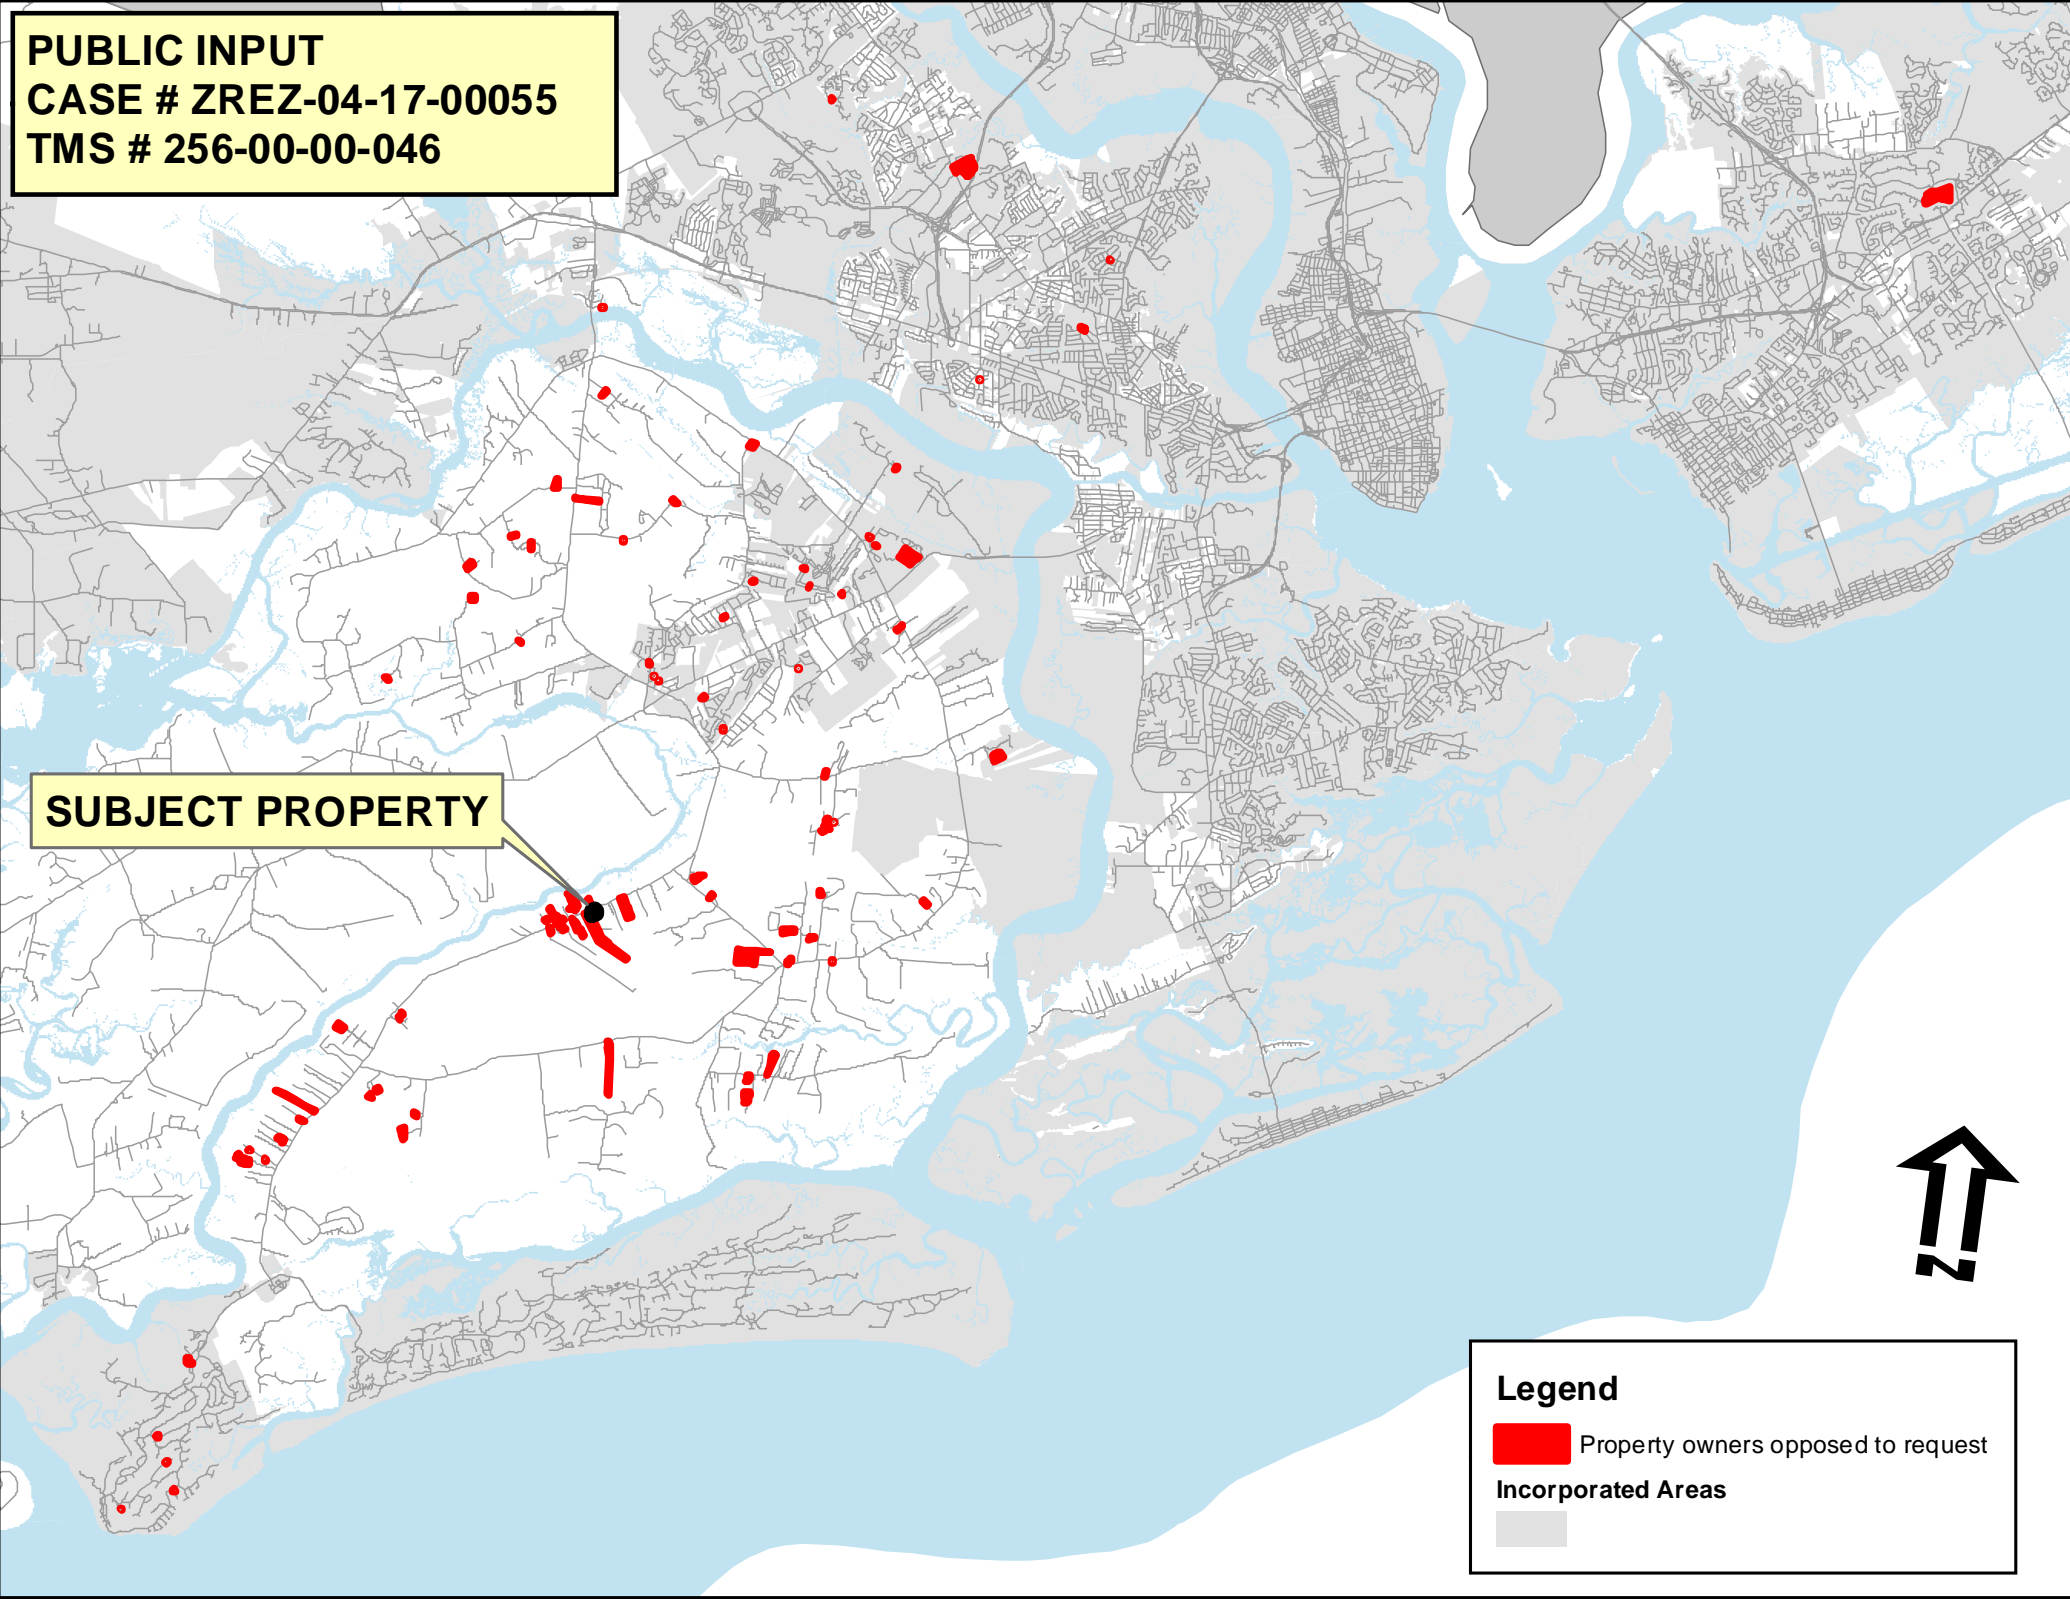 PUBLIC INPUT
CASE # ZREZ-04-17-00055
TMS # 256-00-00-046
SUBJECT PROPERTY
N
Legend
Property owners opposed to request
Incorporated Areas